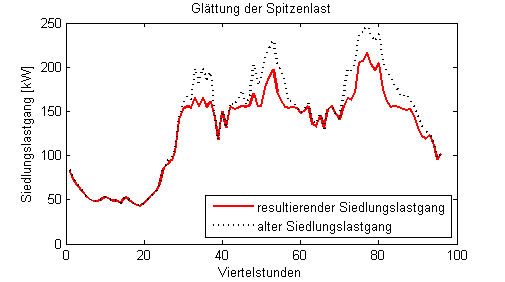 Glättung der Spitzenlast
Siedlungslastgang [kW]
250
200
150
100
50
0
0 20 40 60 80 100
Viertelstunden
resultierender Siedlungslastgang
alter Siedlungslastgang